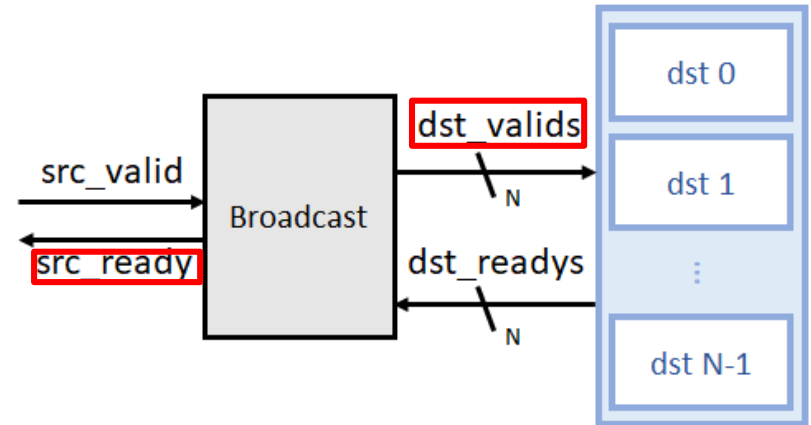 src_valid
src_ready
Broadcast
dst_valids
N
dst_readys
N
dst 0
dst 1
...
dst N-1